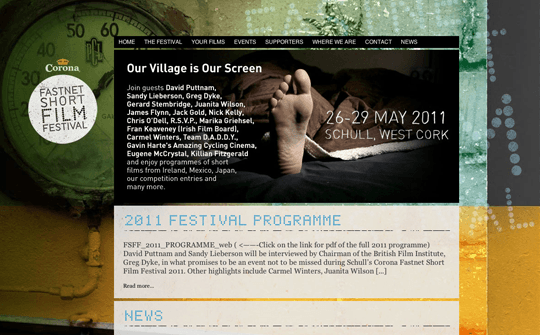 HOME THE FESTIVAL YOUR FILMS EVENTS SUPPORTERS WHERE WE ARE CONTACT NEWS
50
60
Corona
FASTNET
SHORT
FILM
FESTIVAL
Our Village is Our Screen
Join guests David Puttnam,
Sandy Lieberson, Greg Dyke,
Gerard Stembridge, Juanita Wilson,
James Flynn, Jack Gold, Nick Kelly,
Chris O'Dell, R.S.V.P., Marika Griehsel,
Fran Keaveney (Irish Film Board),
Carmel Winters, Team D.A.D.D.Y.,
Gavin Harte's Amazing Cycling Cinema,
Eugene McCrystal, Killian Fitzgerald
and enjoy programmes of short
films from Ireland, Mexico, Japan,
our competition entries and
many more.
26-29 MAY 2011
SCHULL, WEST CORK
2011 FESTIVAL PROGRAMME
FSFF_2011_PROGRAMME_web ( <——-Click on the link for pdf of the full 2011 programme)
David Puttnam and Sandy Lieberson will be interviewed by Chairman of the British Film Institute,
Greg Dyke, in what promises to be an event not to be missed during Schull's Corona Fastnet Short
Film Festival 2011. Other highlights include Carmel Winters, Juanita Wilson [...]
Read more...
NEWS